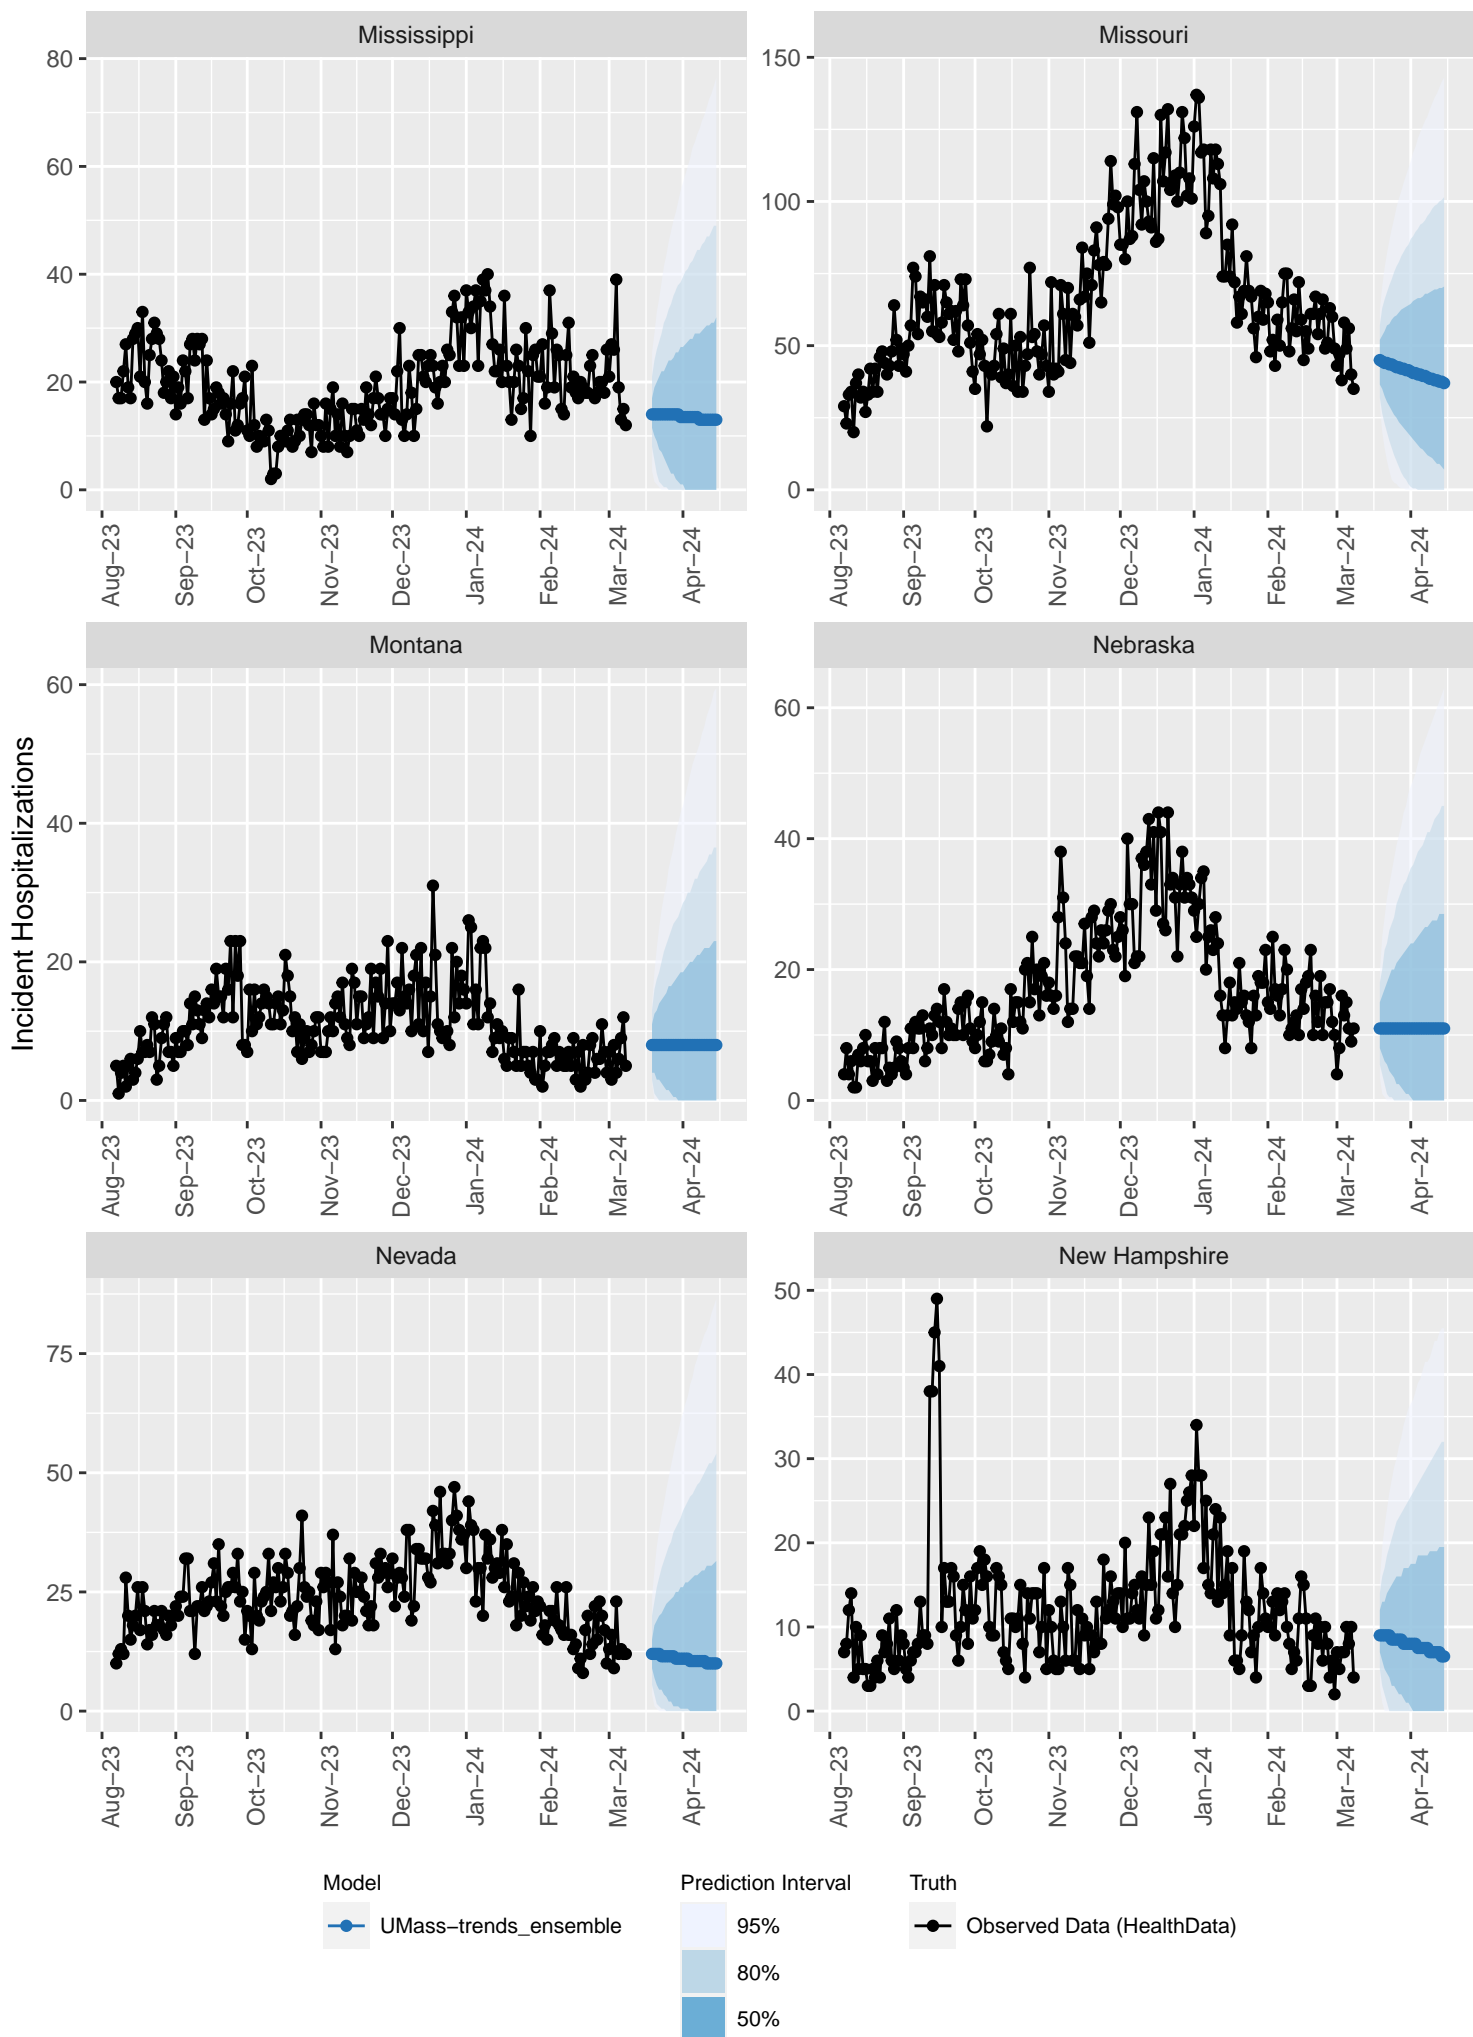 Mississippi
Missouri
80
60
40
20
0
150
100
50
0
Aug−23
Sep−23
Oct−23
Nov−23
Dec−23
Jan−24
Feb−24
Mar−24
Apr−24
Aug−23
Sep−23
Oct−23
Nov−23
Dec−23
Jan−24
Feb−24
Mar−24
Apr−24
Incident Hospitalizations
Montana
Nebraska
60
40
20
0
60
40
20
0
Aug−23
Sep−23
Oct−23
Nov−23
Dec−23
Jan−24
Feb−24
Mar−24
Apr−24
Aug−23
Sep−23
Oct−23
Nov−23
Dec−23
Jan−24
Feb−24
Mar−24
Apr−24
Nevada
New Hampshire
75
50
25
0
50
40
30
20
10
0
Aug−23
Sep−23
Oct−23
Nov−23
Dec−23
Jan−24
Feb−24
Mar−24
Apr−24
Aug−23
Sep−23
Oct−23
Nov−23
Dec−23
Jan−24
Feb−24
Mar−24
Apr−24
Model
UMass−trends_ensemble
Prediction Interval
95%
80%
50%
Truth
Observed Data (HealthData)